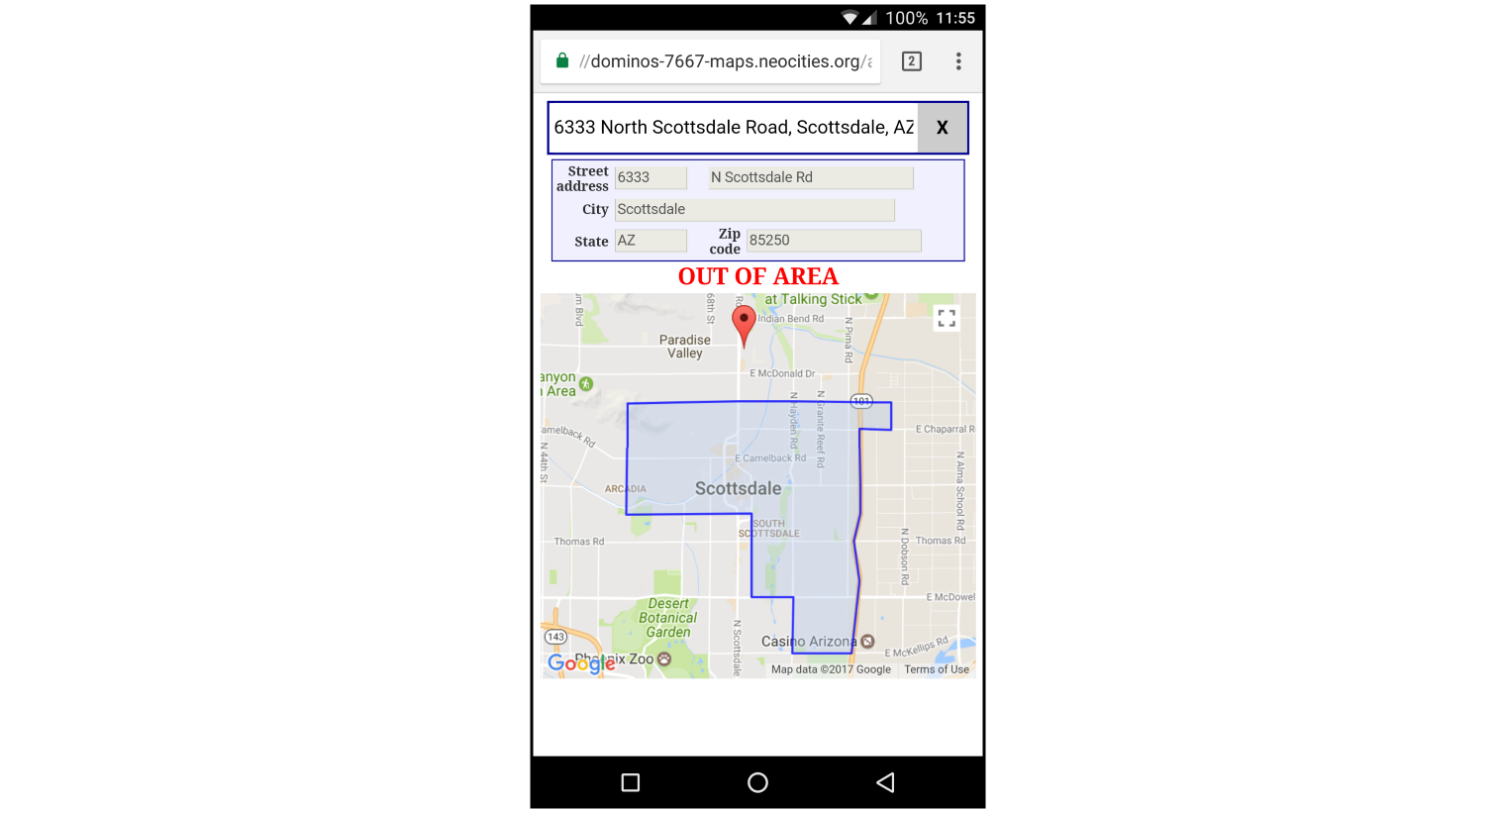 100% 11:55
//dominos-7667-maps.neocities.org/a
2
6333 North Scottsdale Road, Scottsdale, AZ
X
Street address 6333 N Scottsdale Rd
City Scottsdale
State AZ Zip code 85250
OUT OF AREA
um Blvd
68th St
at Talking Stick
Indian Bend Rd
Paradise
Valley
N Pima Rd
E McDonald Dr
anyon
Area
101
N Hayden Rd
N Granite Reef Rd
E Chaparral R
amelback Rd
N 44th St
E Camelback Rd
N Alma School Rd
ARCADIA
Scottsdale
SOUTH
SCOTTSDALE
Thomas Rd
Thomas Rd
N Dobson Rd
E McDowel
Desert
Botanical
Garden
N Scottsdale
143
Casino Arizona
E McKellips Rd
Phoenix Zoo
Google
Map data ©2017 Google Terms of Use